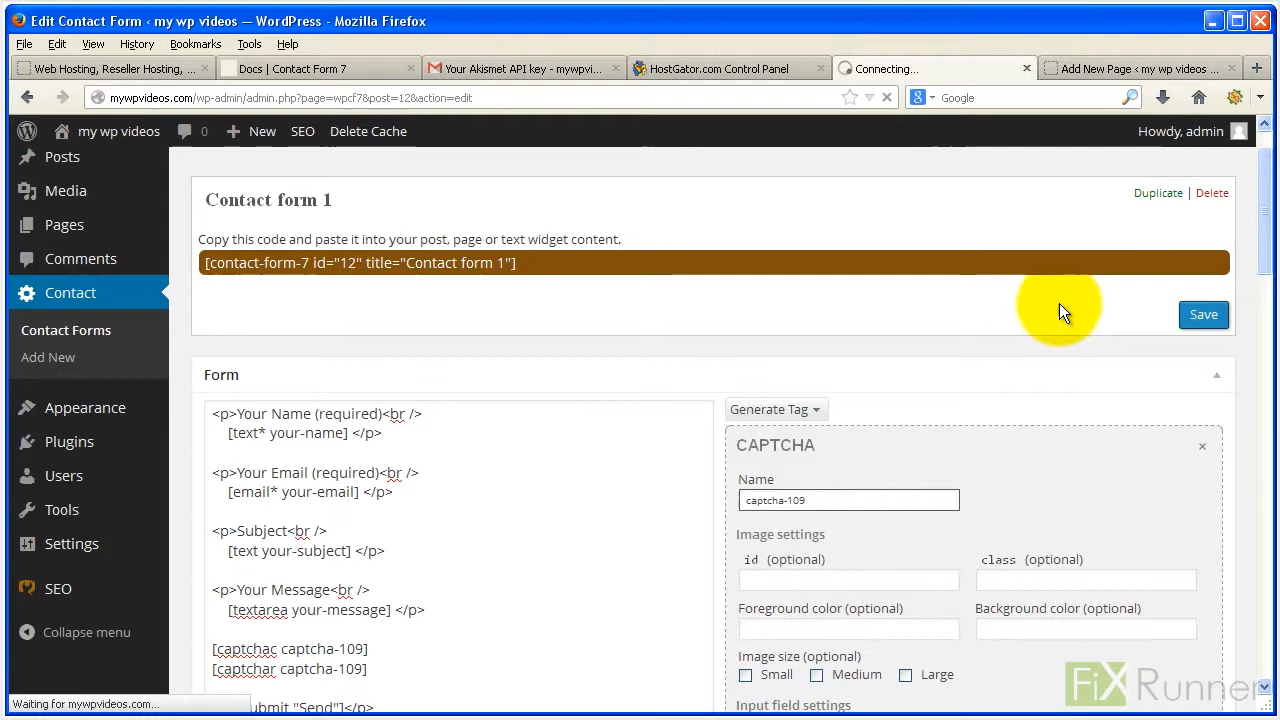 Edit Contact Form ‹ my wp videos — WordPress - Mozilla Firefox
File Edit View History Bookmarks Tools Help
Web Hosting, Reseller Hosting, ... × Docs | Contact Form 7 × Your Akismet API key - mywpvi... × HostGator.com Control Panel × Connecting... × Add New Page ‹ my wp videos ... × +
mywpvideos.com/wp-admin/admin.php?page=wpcf7&post=12&action=edit Google
my wp videos 0 + New SEO Delete Cache Howdy, admin
Posts
Media
Pages
Comments
Contact
Contact Forms
Add New
Appearance
Plugins
Users
Tools
Settings
SEO
Collapse menu
Contact form 1
Duplicate | Delete
Copy this code and paste it into your post, page or text widget content.
[contact-form-7 id="12" title="Contact form 1"]
Save
Form
<p>Your Name (required)<br />
[text* your-name] </p>
<p>Your Email (required)<br />
[email* your-email] </p>
<p>Subject<br />
[text your-subject] </p>
<p>Your Message<br />
[textarea your-message] </p>
[captchac captcha-109]
[captchar captcha-109]
ubmit "Send"]</p>
Generate Tag
CAPTCHA ×
Name
captcha-109
Image settings
id (optional) class (optional)
Foreground color (optional) Background color (optional)
Image size (optional)
Small Medium Large
Input field settings
Waiting for mywpvideos.com...
FiX Runner